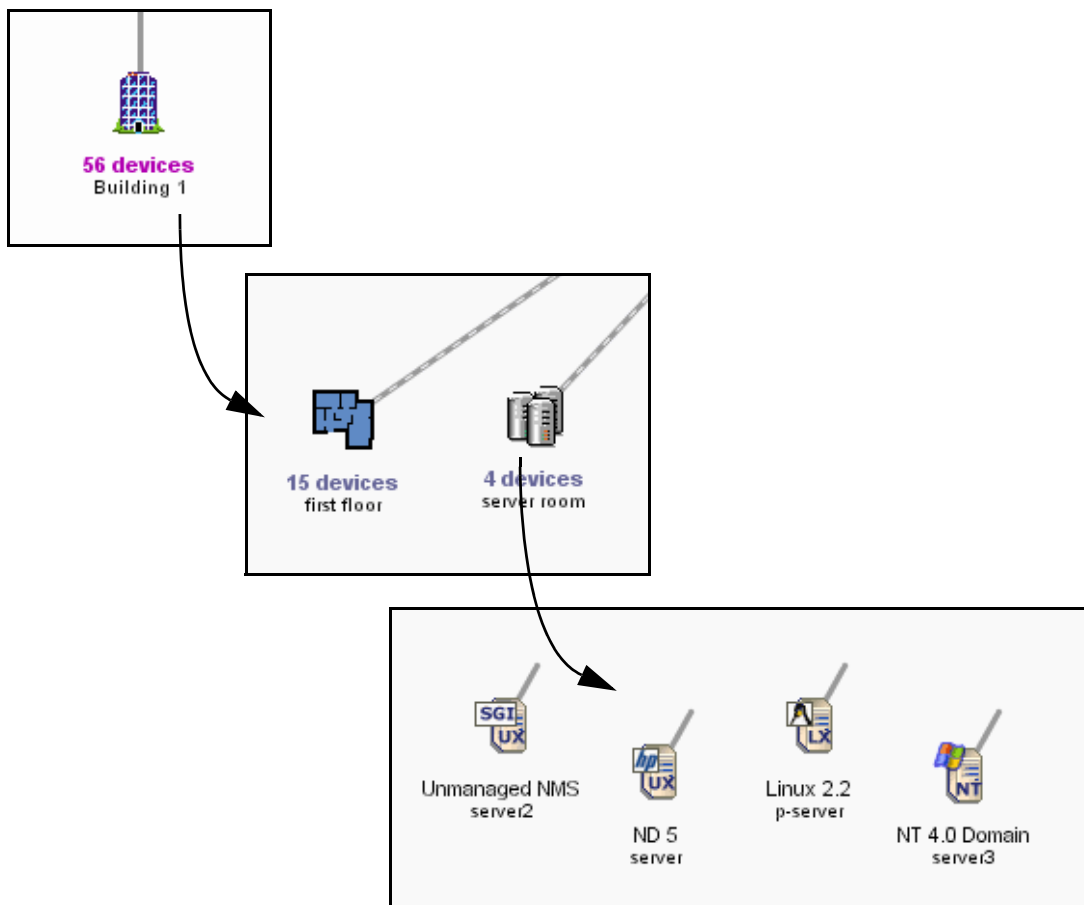 56 devices
Building 1
15 devices
first floor
4 devices
server room
SGI
UX
Unmanaged NMS
server2
hp
UX
ND 5
server
LX
Linux 2.2
p-server
NT
NT 4.0 Domain
server3